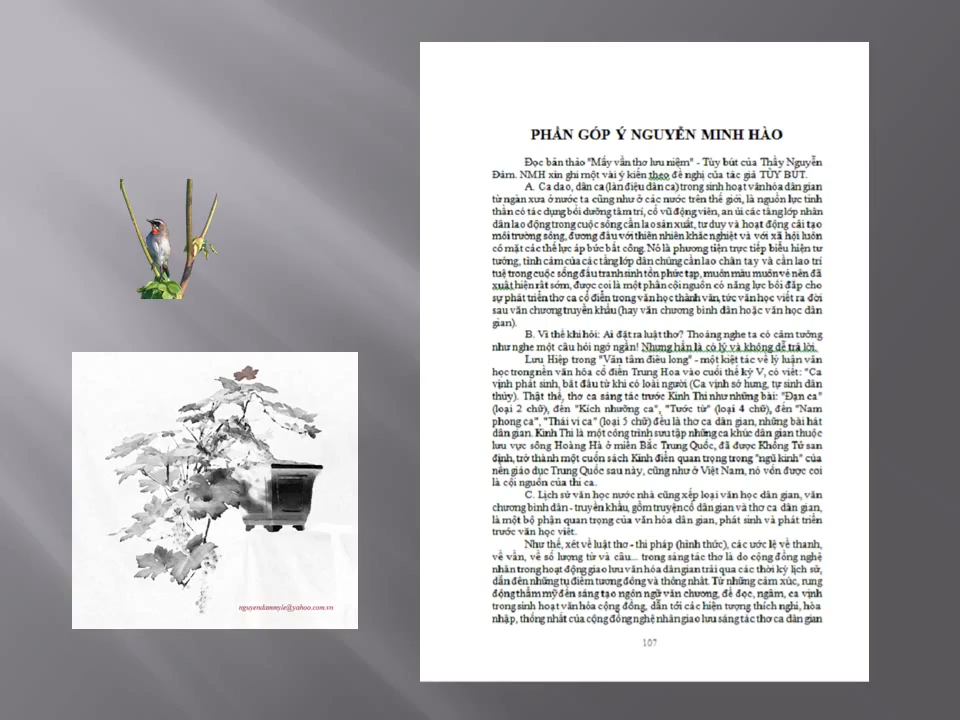 PHẦN GÓP Ý NGUYỄN MINH HÀO
Đọc bản thảo "Mấy vần thơ lưu niệm" - Tùy bút của Thầy Nguyễn
Đàm. NMH xin ghi một vài ý kiến theo đề nghị của tác giả TÙY BÚT.
A. Ca dao, dân ca (làn điệu dân ca) trong sinh hoạt văn hóa dân gian
từ ngàn xưa ở nước ta cũng như ở các nước trên thế giới, là nguồn lực tinh
thần có tác dụng bồi dưỡng tâm trí, cổ vũ động viên, an ủi các tầng lớp nhân
dân lao động trong cuộc sống cần lao sản xuất, tư duy và hoạt động cải tạo
môi trường sống, đương đầu với thiên nhiên khắc nghiệt và với xã hội luôn
có mặt các thế lực áp bức bất công. Nó là phương tiện trực tiếp biểu hiện tư
tưởng, tình cảm của các tầng lớp dân chúng cần lao chân tay và cần lao trí
tuệ trong cuộc sống đấu tranh sinh tồn phức tạp, muôn màu muôn vẻ nên đã
xuất hiện rất sớm, được coi là một phần cội nguồn có năng lực bồi đắp cho
sự phát triển thơ ca cổ điển trong văn học thành văn, tức văn học viết ra đời
sau văn chương truyền khẩu (hay văn chương bình dân hoặc văn học dân
gian).
B. Vì thế khi hỏi: Ai đặt ra luật thơ? Thoáng nghe ta có cảm tưởng
như nghe một câu hỏi ngớ ngẩn! Nhưng hẳn là có lý và không dễ trả lời.
Lưu Hiệp trong "Văn tâm điêu long" - một kiệt tác về lý luận văn
học trong nền văn hóa cổ điển Trung Hoa vào cuối thế kỷ V, có viết: "Ca
vịnh phát sinh, bắt đầu từ khi có loài người (Ca vịnh sở hưng, tự sinh dân
thủy). Thật thế, thơ ca sáng tác trước Kinh Thi như những bài: "Đạn ca"
(loại 2 chữ), đến "Kích nhưỡng ca", "Tước từ" (loại 4 chữ), đến "Nam
phong ca", "Thái vi ca" (loại 5 chữ) đều là thơ ca dân gian, những bài hát
dân gian. Kinh Thi là một công trình sưu tập những ca khúc dân gian thuộc
lưu vực sông Hoàng Hà ở miền Bắc Trung Quốc, đã được Khổng Tử san
định, trở thành một cuốn sách Kinh điển quan trọng trong "ngũ kinh" của
nền giáo dục Trung Quốc sau này, cũng như ở Việt Nam, nó vốn được coi
là cội nguồn của thi ca.
C. Lịch sử văn học nước nhà cũng xếp loại văn học dân gian, văn
chương bình dân - truyền khẩu, gồm truyện cổ dân gian và thơ ca dân gian,
là một bộ phận quan trọng của văn hóa dân gian, phát sinh và phát triển
trước văn học viết.
Như thế, xét về luật thơ - thi pháp (hình thức), các ước lệ về thanh,
về vần, về số lượng từ và câu... trong sáng tác thơ là do cộng đồng nghệ
nhân trong hoạt động giao lưu văn hóa dân gian trải qua các thời kỳ lịch sử,
dẫn đến những tụ điểm tương đồng và thống nhất. Từ những cảm xúc, rung
động thẩm mỹ đến sáng tạo ngôn ngữ văn chương, để đọc, ngâm, ca vịnh
trong sinh hoạt văn hóa cộng đồng, dẫn tới các hiện tượng thích nghi, hòa
nhập, thống nhất của cộng đồng nghệ nhân giao lưu sáng tác thơ ca dân gian
107
nguyendammyle@yahoo.com.vn